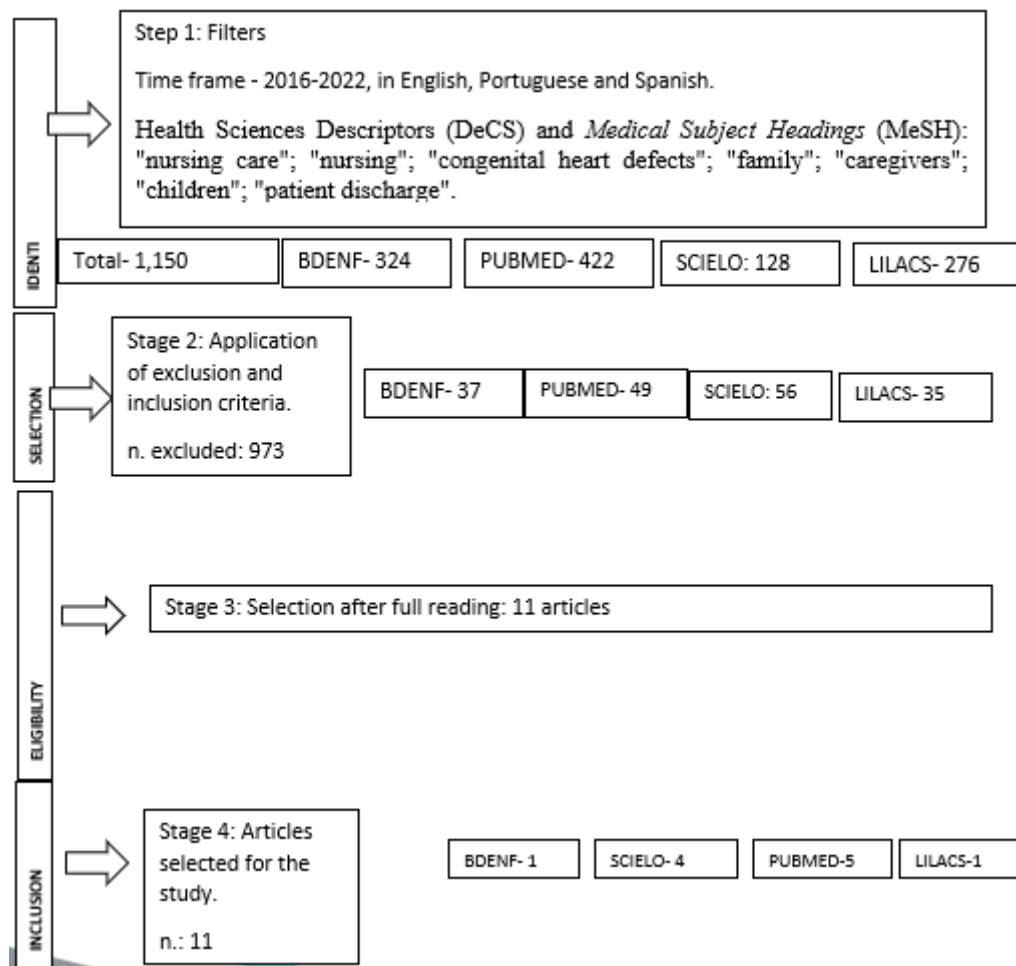 Step 1: Filters
Time frame - 2016-2022, in English, Portuguese and Spanish.
Health Sciences Descriptors (DeCS) and Medical Subject Headings (MeSH):
"nursing care"; "nursing"; "congenital heart defects"; "family"; "caregivers";
"children"; "patient discharge".
IDENTI
Total- 1,150
BDENF- 324
PUBMED- 422
SCIELO: 128
LILACS- 276
SELECTION
Stage 2: Application
of exclusion and
inclusion criteria.
n. excluded: 973
BDENF- 37
PUBMED- 49
SCIELO: 56
LILACS- 35
ELIGIBILITY
Stage 3: Selection after full reading: 11 articles
INCLUSION
Stage 4: Articles
selected for the
study.
n.: 11
BDENF- 1
SCIELO- 4
PUBMED-5
LILACS-1